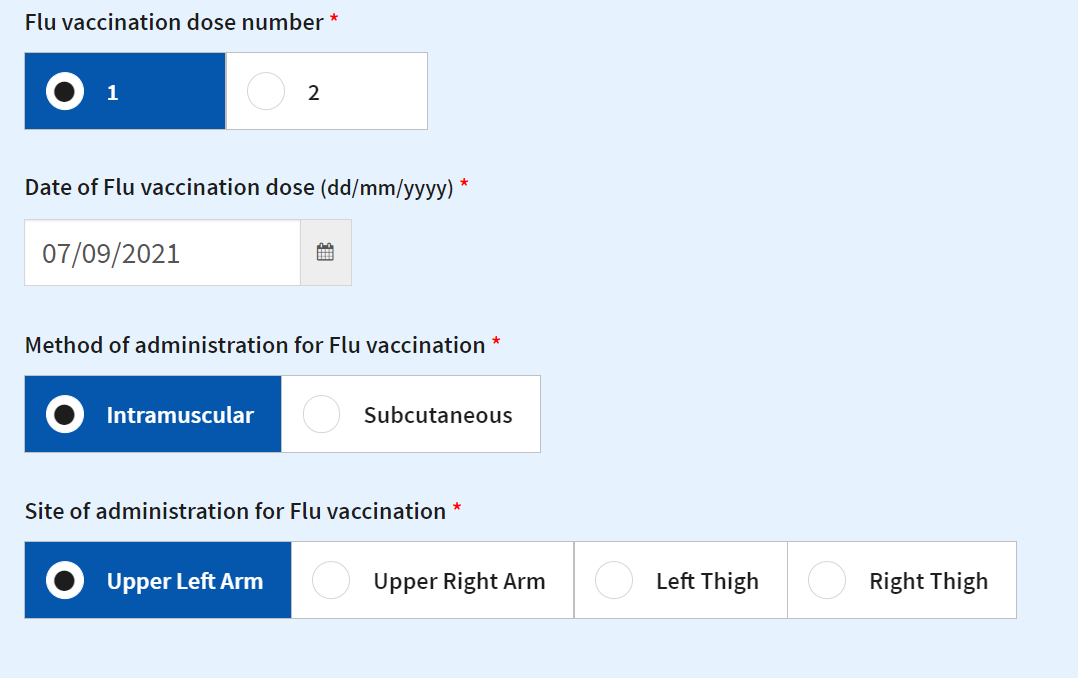 Flu vaccination dose number *
1 2
Date of Flu vaccination dose (dd/mm/yyyy) *
07/09/2021
Method of administration for Flu vaccination *
Intramuscular Subcutaneous
Site of administration for Flu vaccination *
Upper Left Arm Upper Right Arm Left Thigh Right Thigh